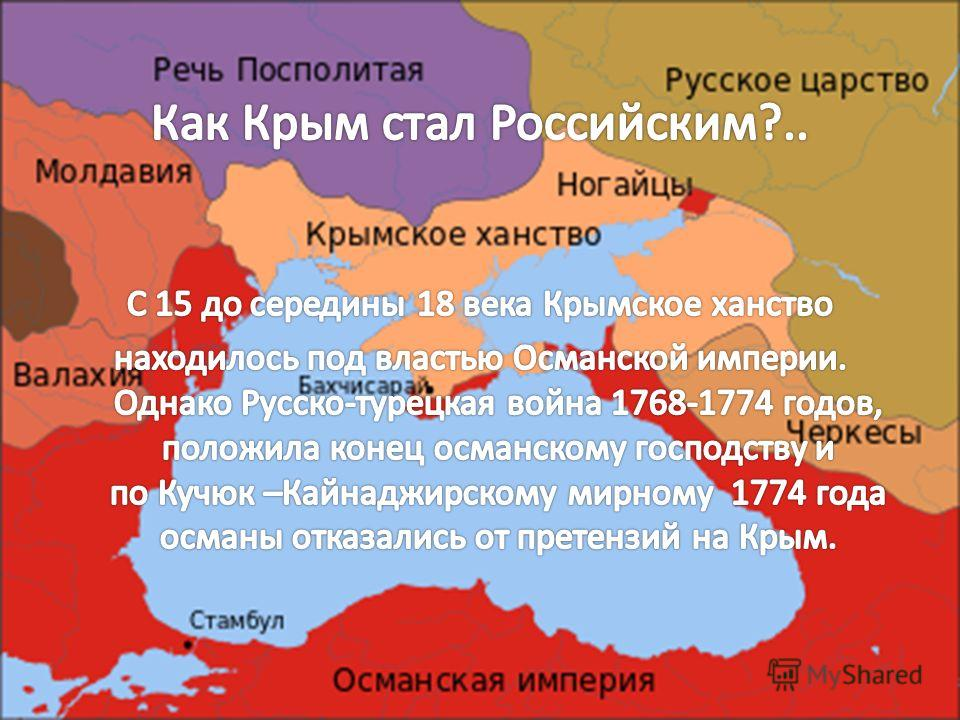 Речь Посполитая
Русское царство
Как Крым стал Российским?..
Молдавия
Ногайцы
Крымское ханство
С 15 до середины 18 века Крымское ханство
находилось под властью Османской империи.
Валахия
Бахчисарай
Однако Русско-турецкая война 1768-1774 годов,
Черкесы
положила конец османскому господству и
по Кучюк –Кайнаджирскому мирному 1774 года
османы отказались от претензий на Крым.
Стамбул
Османская империя
MyShared